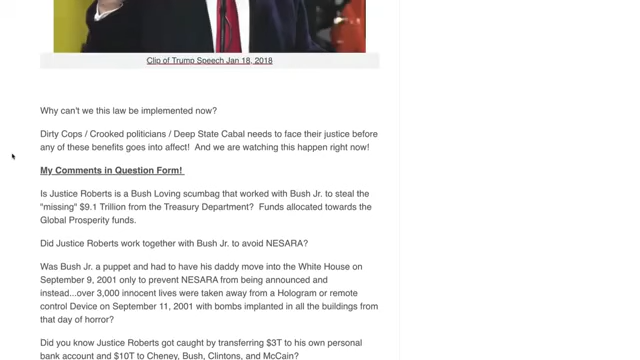 Clip of Trump Speech Jan 18, 2018
Why can't we this law be implemented now?
Dirty Cops / Crooked politicians / Deep State Cabal needs to face their justice before
any of these benefits goes into affect!  And we are watching this happen right now!
My Comments in Question Form!
Is Justice Roberts is a Bush Loving scumbag that worked with Bush Jr. to steal the
"missing" $9.1 Trillion from the Treasury Department?  Funds allocated towards the
Global Prosperity funds.
Did Justice Roberts work together with Bush Jr. to avoid NESARA?
Was Bush Jr. a puppet and had to have his daddy move into the White House on
September 9, 2001 only to prevent NESARA from being announced and
instead...over 3,000 innocent lives were taken away from a Hologram or remote
control Device on September 11, 2001 with bombs implanted in all the buildings from
that day of horror?
Did you know Justice Roberts got caught by transferring $3T to his own personal
bank account and $10T to Cheney, Bush, Clintons, and McCain?